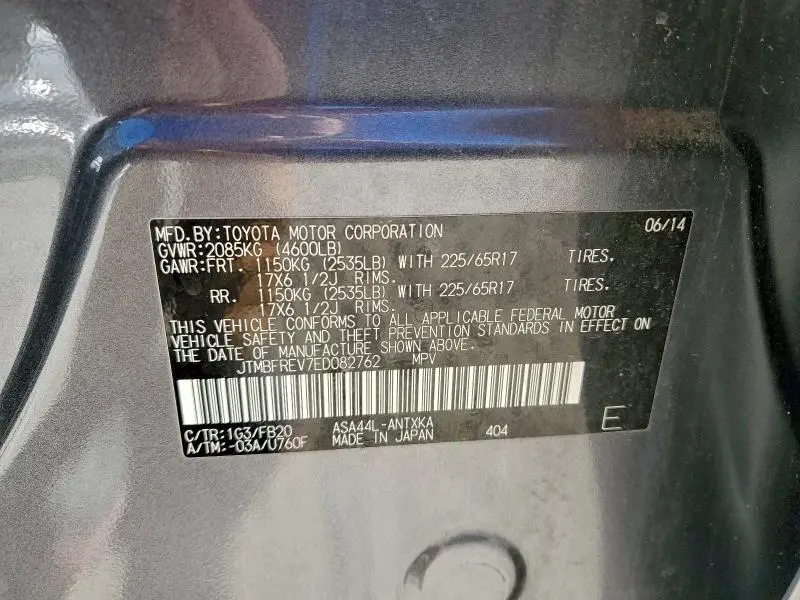 MFD.BY:TOYOTA MOTOR CORPORATION 06/14
GVWR:2085KG (4600LB)
GAWR:FRT. 1150KG (2535LB) WITH 225/65R17 TIRES.
17X6 1/2J RIMS.
RR. 1150KG (2535LB) WITH 225/65R17 TIRES.
17X6 1/2J RIMS.
THIS VEHICLE CONFORMS TO ALL APPLICABLE FEDERAL MOTOR
VEHICLE SAFETY AND THEFT PREVENTION STANDARDS IN EFFECT ON
THE DATE OF MANUFACTURE SHOWN ABOVE.
JTMBFREV7ED082762 MPV
C/TR:1G3/FB20 ASA44L-ANTXKA E
A/TM:-03A/U760F MADE IN JAPAN 404